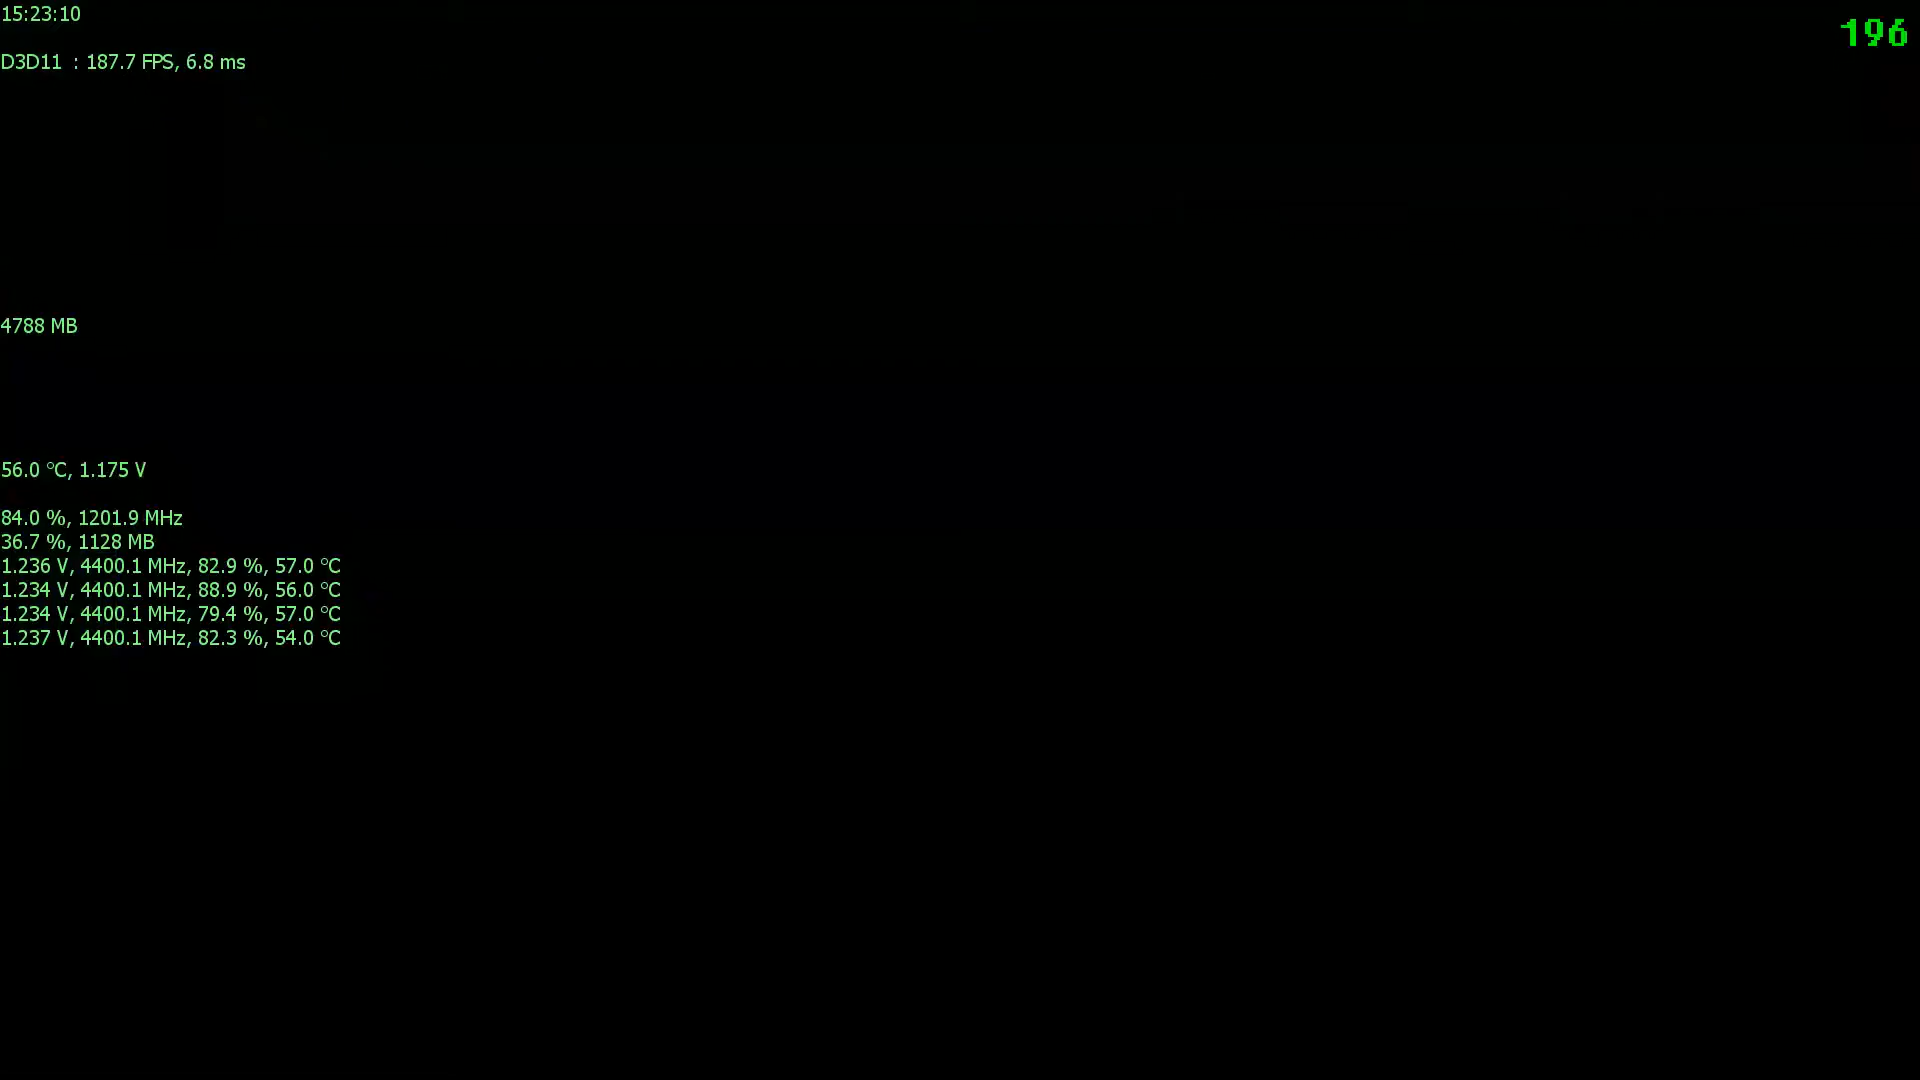 15:23:10
196
D3D11  : 187.7 FPS, 6.8 ms
4788 MB
56.0 °C, 1.175 V
84.0 %, 1201.9 MHz
36.7 %, 1128 MB
1.236 V, 4400.1 MHz, 82.9 %, 57.0 °C
1.234 V, 4400.1 MHz, 88.9 %, 56.0 °C
1.234 V, 4400.1 MHz, 79.4 %, 57.0 °C
1.237 V, 4400.1 MHz, 82.3 %, 54.0 °C